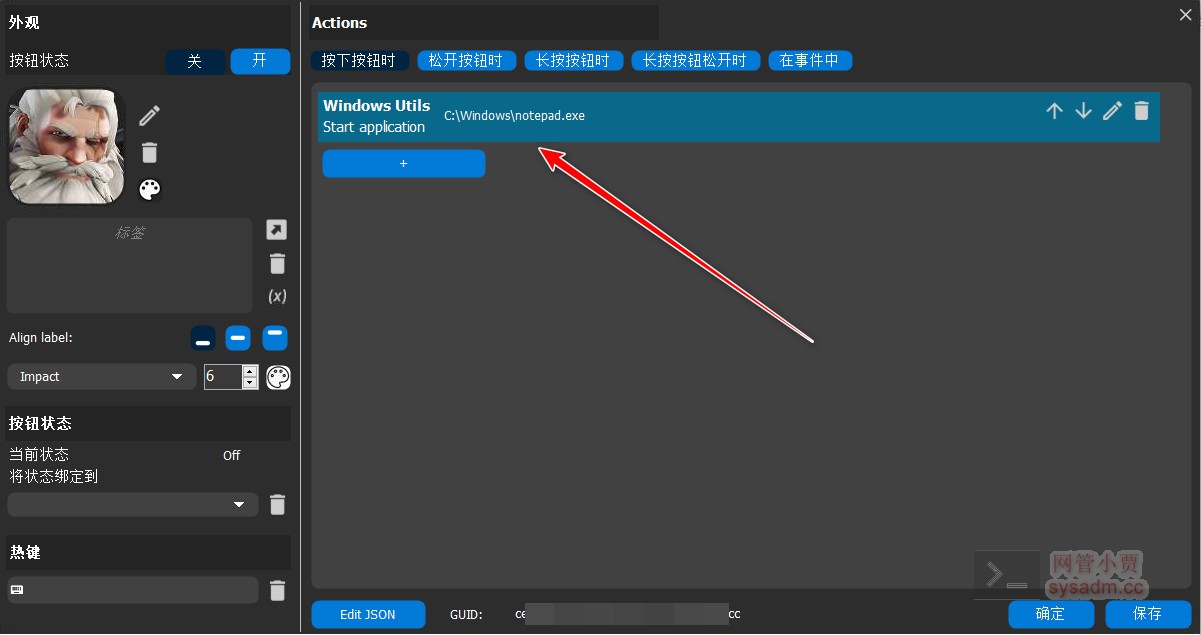 外观
按钮状态
关
开
标签
(x)
Align label:
Impact
6
按钮状态
当前状态
Off
将状态绑定到
热键
Actions
按下按钮时
松开按钮时
长按按钮时
长按按钮松开时
在事件中
Windows Utils
C:\Windows\notepad.exe
Start application
+
Edit JSON
GUID:
ce
cc
确定
保存
网管小贾
sysadm.cc